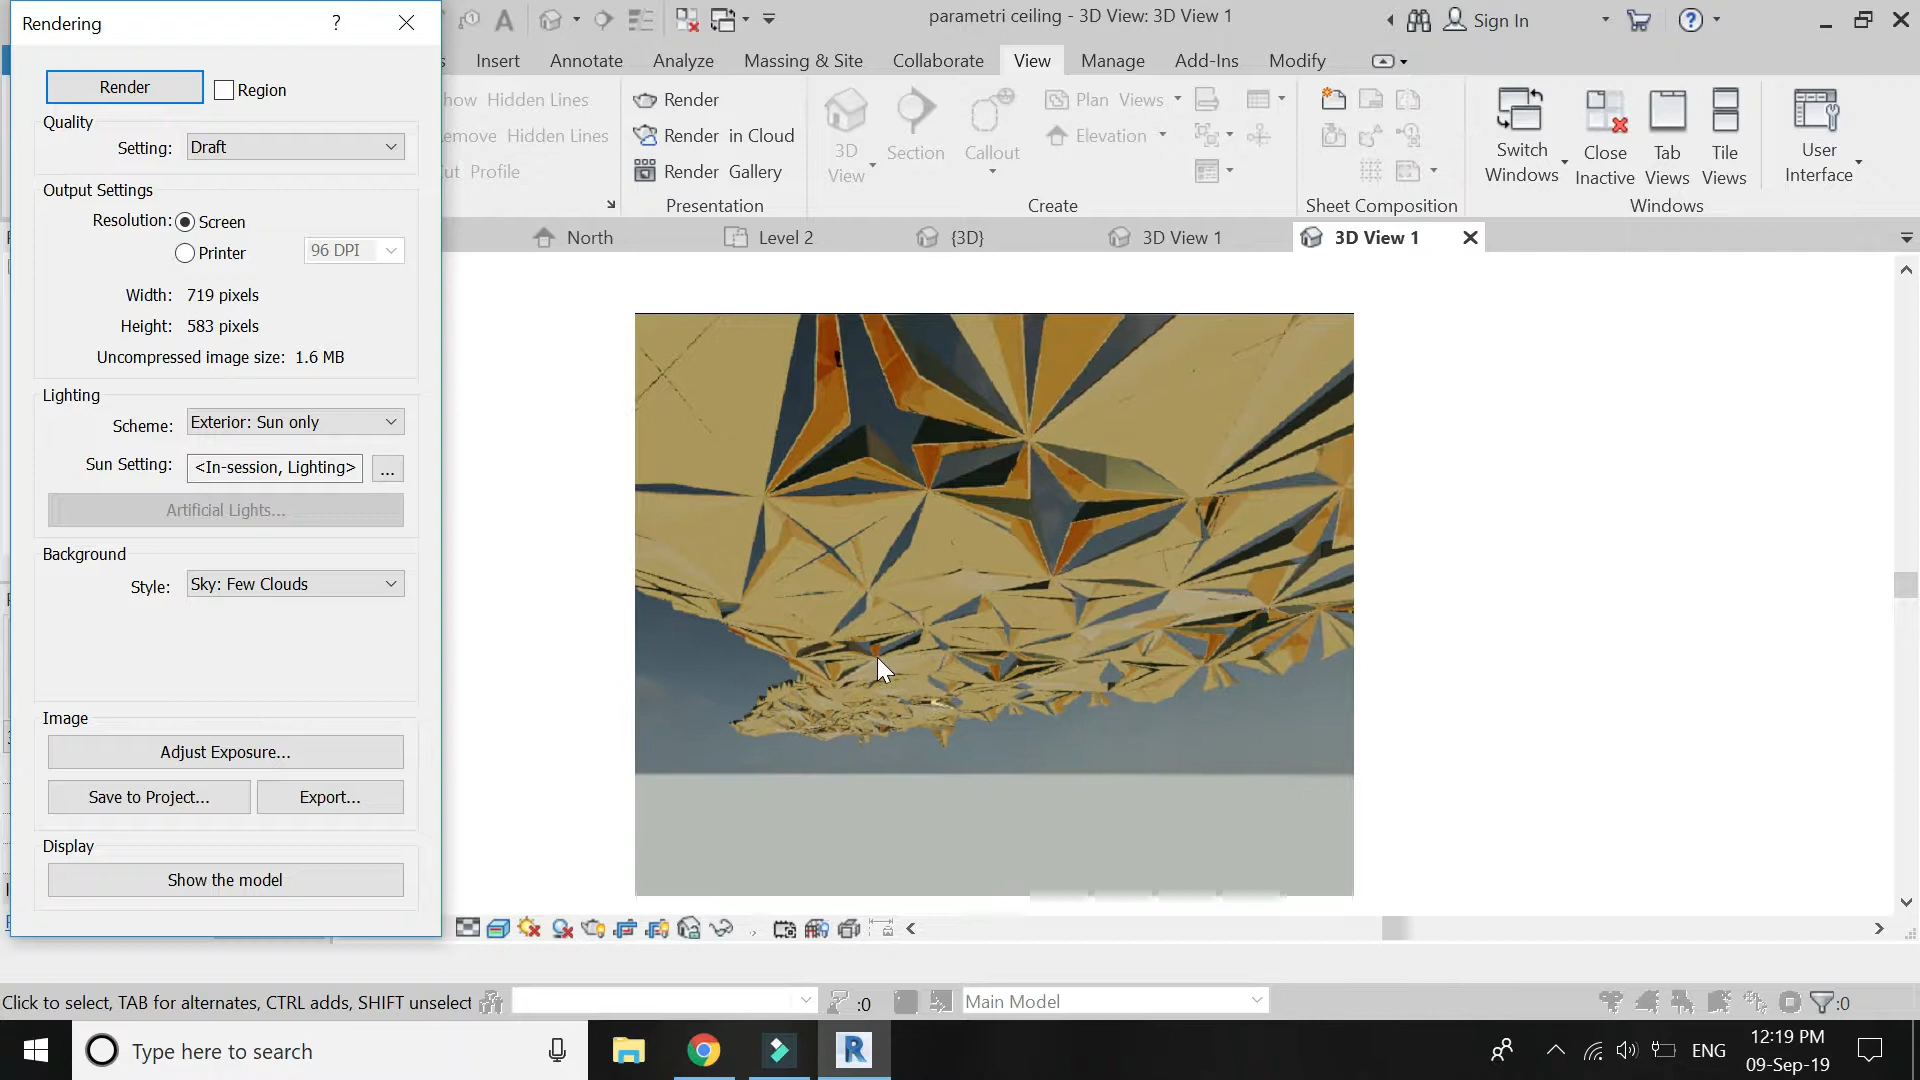 Rendering
?
parametri ceiling - 3D View: 3D View 1
Sign In
Insert
Annotate
Analyze
Massing & Site
Collaborate
View
Manage
Add-Ins
Modify
Render
Region
Quality
Setting: Draft
Output Settings
Resolution: Screen
Printer
96 DPI
Width: 719 pixels
Height: 583 pixels
Uncompressed image size: 1.6 MB
Lighting
Scheme: Exterior: Sun only
Sun Setting: <In-session, Lighting>
...
Artificial Lights...
Background
Style: Sky: Few Clouds
Image
Adjust Exposure...
Save to Project...
Export...
Display
Show the model
Hidden Lines
Hidden Lines
Profile
Render
Render in Cloud
Render Gallery
Presentation
3D
View
Section
Callout
Plan Views
Elevation
Create
Sheet Composition
Switch
Windows
Close
Inactive
Tab
Views
Tile
Views
User
Interface
Windows
North
Level 2
{3D}
3D View 1
3D View 1
Click to select, TAB for alternates, CTRL adds, SHIFT unselect
:0
Main Model
:0
Type here to search
ENG
12:19 PM
09-Sep-19